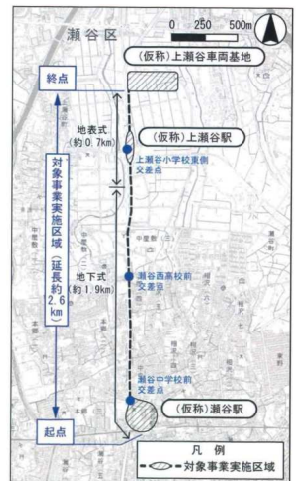 瀬谷区
0 250 500m
(仮称)上瀬谷車両基地
終点
地表式
(約0.7km)
(仮称)上瀬谷駅
上瀬谷小学校東側
交差点
対象事業実施区域(延長約2.6km)
中屋敷(三)
地下式
(約1.9km)
瀬谷西高校前
交差点
瀬谷中学校前
交差点
(仮称)瀬谷駅
起点
凡例
対象事業実施区域